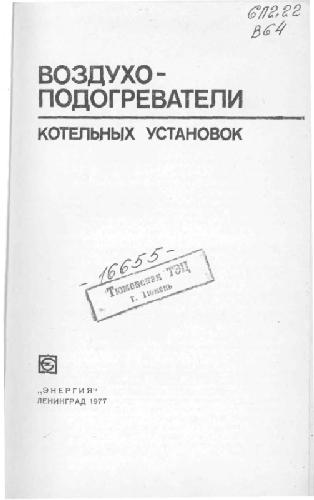 6П2.22
В64
ВОЗДУХО-
ПОДОГРЕВАТЕЛИ
КОТЕЛЬНЫХ УСТАНОВОК
-16655-
Тюменская ТЭЦ
г. Тюмень
„ЭНЕРГИЯ“
ЛЕНИНГРАД 1977